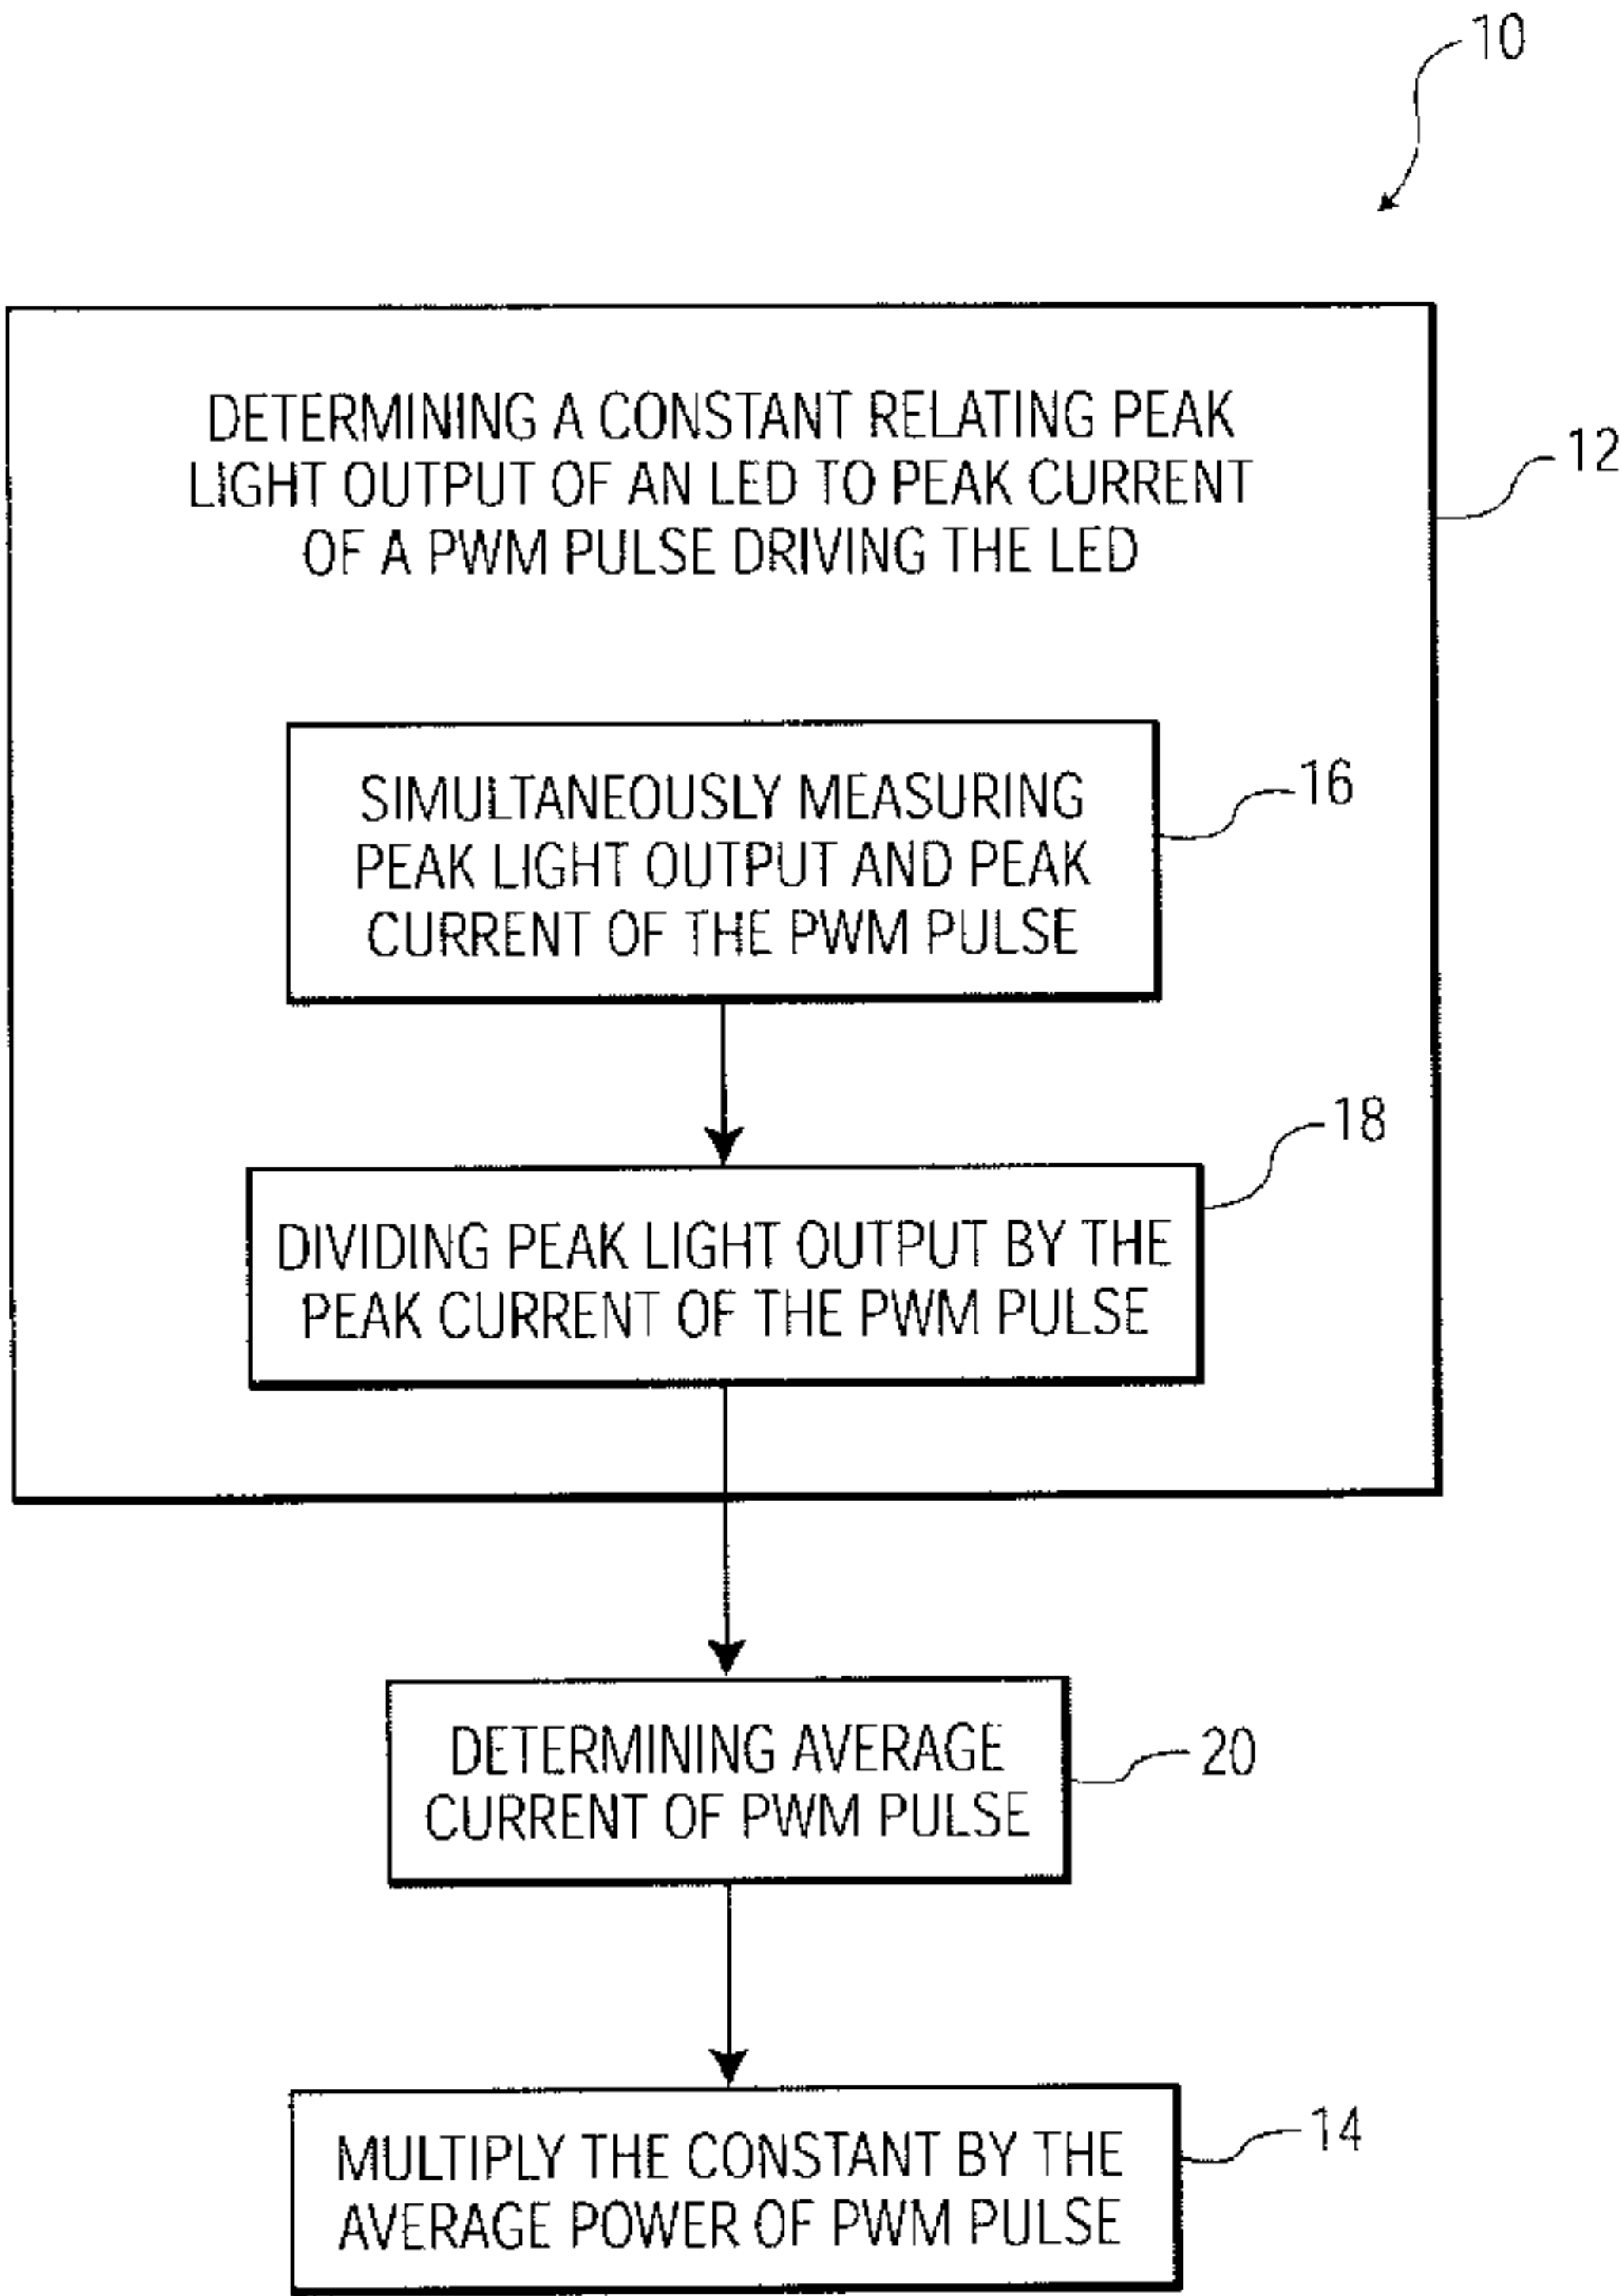 10
DETERMINING A CONSTANT RELATING PEAK
LIGHT OUTPUT OF AN LED TO PEAK CURRENT
OF A PWM PULSE DRIVING THE LED
12
SIMULTANEOUSLY MEASURING
PEAK LIGHT OUTPUT AND PEAK
CURRENT OF THE PWM PULSE
16
DIVIDING PEAK LIGHT OUTPUT BY THE
PEAK CURRENT OF THE PWM PULSE
18
DETERMINING AVERAGE
CURRENT OF PWM PULSE
20
MULTIPLY THE CONSTANT BY THE
AVERAGE POWER OF PWM PULSE
14